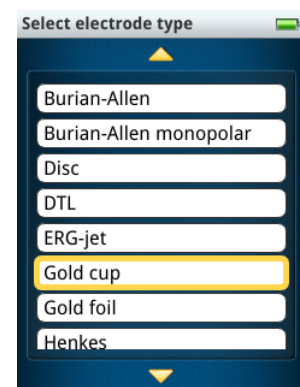 Select electrode type
Burian-Allen
Burian-Allen monopolar
Disc
DTL
ERG-jet
Gold cup
Gold foil
Henkes